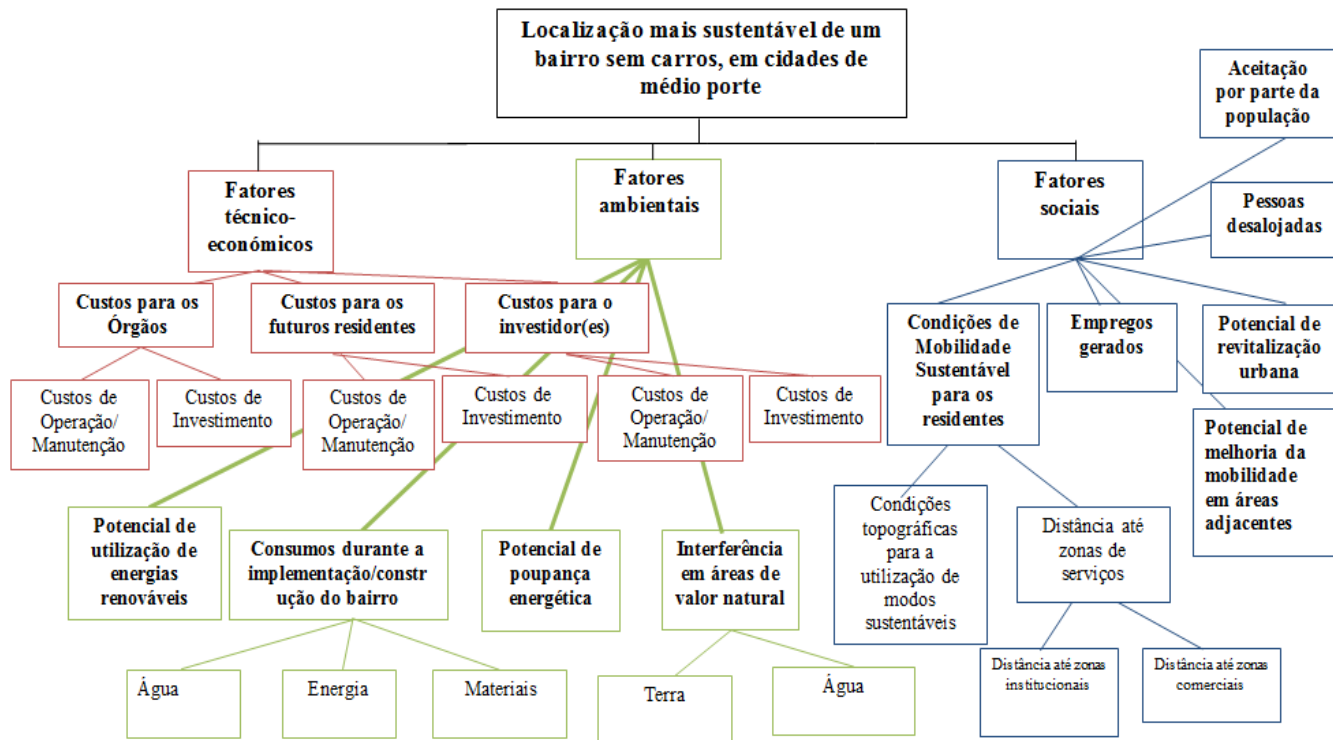 Localização mais sustentável de um
bairro sem carros, em cidades de
médio porte
Aceitação
por parte da
população
Fatores
técnico-
económicos
Fatores
ambientais
Fatores
sociais
Pessoas
desalojadas
Custos para os
Órgãos
Custos para os
futuros residentes
Custos para o
investidor(es)
Condições de
Mobilidade
Sustentável
para os
residentes
Empregos
gerados
Potencial de
revitalização
urbana
Custos de
Operação/
Manutenção
Custos de
Investimento
Custos de
Operação/
Manutenção
Custos de
Investimento
Custos de
Operação/
Manutenção
Custos de
Investimento
Potencial de
melhoria da
mobilidade
em áreas
adjacentes
Potencial de
utilização de
energias
renováveis
Consumos durante a
implementação/constr
ução do bairro
Potencial de
poupança
energética
Interferência
em áreas de
valor natural
Condições
topográficas
para a
utilização de
modos
sustentáveis
Distância até
zonas de
serviços
Água
Energia
Materiais
Terra
Água
Distância até zonas
institucionais
Distância até zonas
comerciais